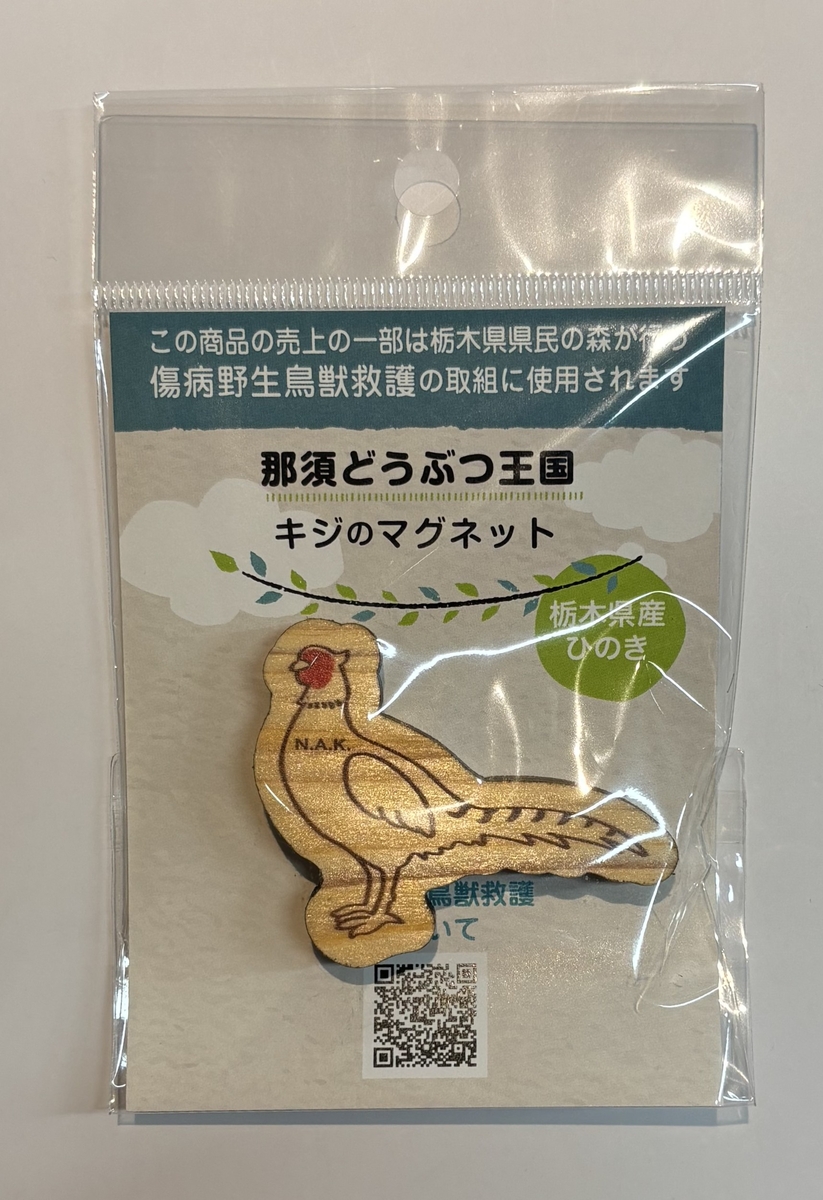 この商品の売上の一部は栃木県県民の森が行う
傷病野生鳥獣救護の取組に使用されます
那須どうぶつ王国
キジのマグネット
栃木県産
ひのき
N.A.K.
鳥獣救護
いて